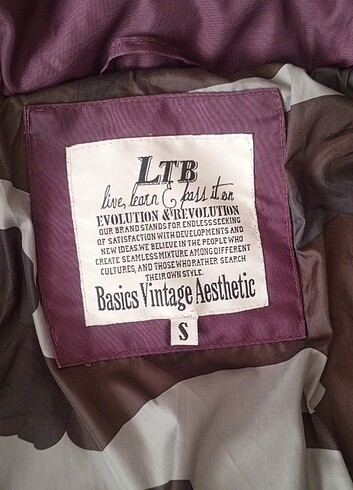 LTB
live, learn & pass it on
EVOLUTION & REVOLUTION
OUR BRAND STANDS FOR ENDLESS SEEKING
OF SATISFACTION WITH DEVELOPMENTS AND
NEW IDEAS. WE BELIEVE IN THE PEOPLE WHO
CREATE SEAMLESS MIXTURE AMONG DIFFERENT
CULTURES, AND THOSE WHO RATHER SEARCH
THEIR OWN STYLE.
Basics Vintage Aesthetic
S